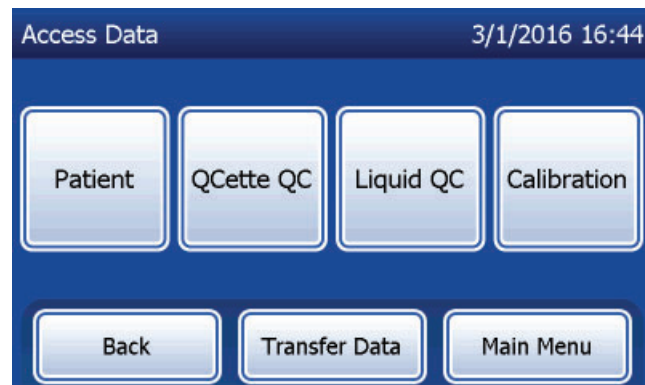 Access Data 3/1/2016 16:44
Patient QCette QC Liquid QC Calibration
Back Transfer Data Main Menu